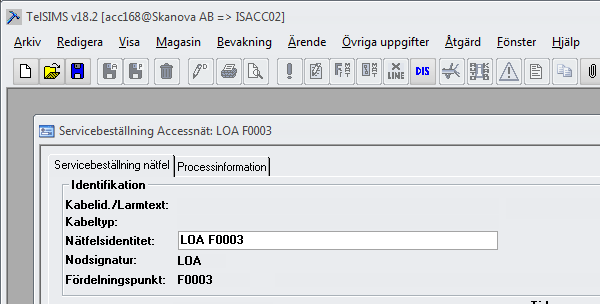 TelSIMS v18.2 [acc168@Skanova AB => ISACC02]
Arkiv Redigera Visa Magasin Bevakning Ärende Övriga uppgifter Åtgärd Fönster Hjälp
LINE DIS
Servicebeställning Accessnät: LOA F0003
Servicebeställning nätfel Processinformation
Identifikation
Kabelid./Larmtext:
Kabeltyp:
Nätfelsidentitet: LOA F0003
Nodsignatur: LOA
Fördelningspunkt: F0003